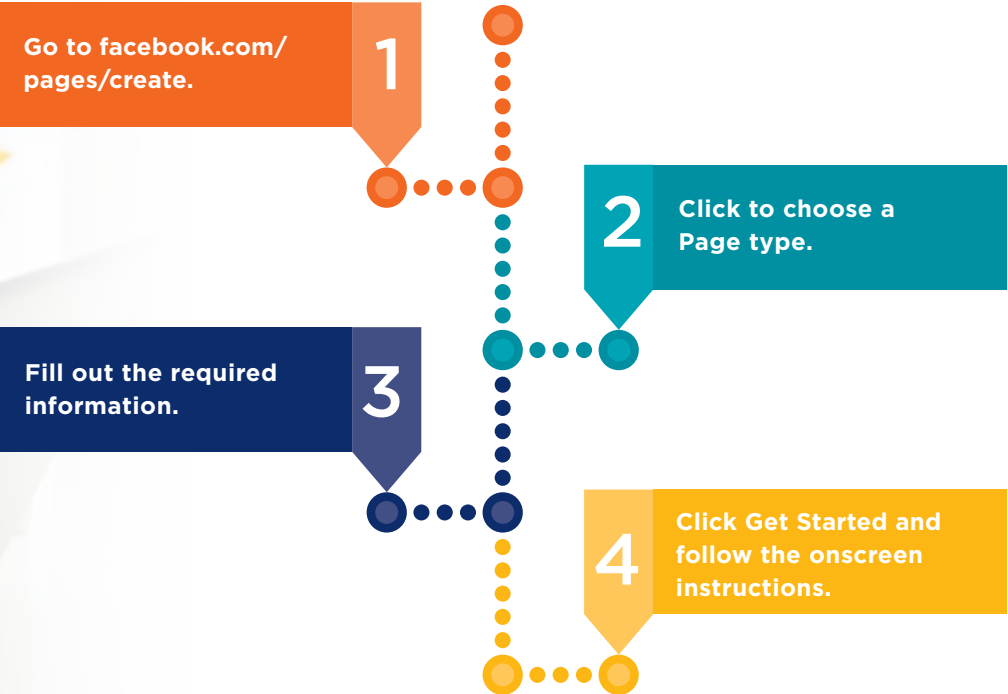 Go to facebook.com/
pages/create.
1
2
Click to choose a
Page type.
Fill out the required
information.
3
4
Click Get Started and
follow the onscreen
instructions.